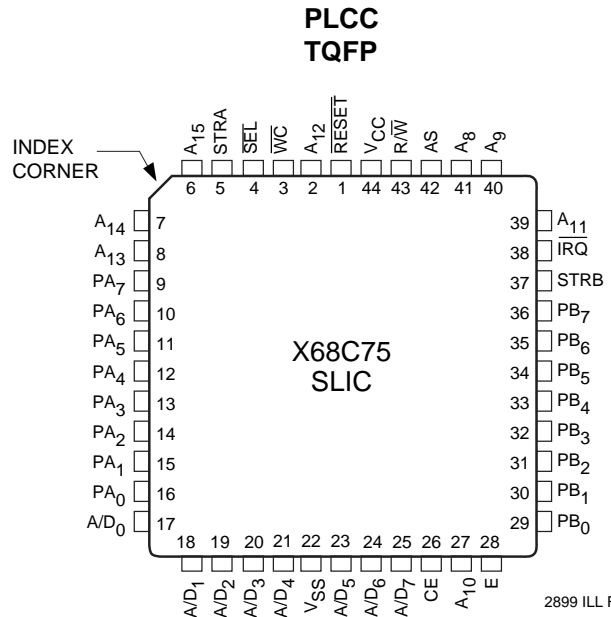 PLCC
TQFP
INDEX
CORNER
A15 STRA SEL WC A12 RESET VCC R/W AS A8 A9
6 5 4 3 2 1 44 43 42 41 40
A14 7
A13 8
PA7 9
PA6 10
PA5 11
PA4 12
PA3 13
PA2 14
PA1 15
PA0 16
A/D0 17
X68C75
SLIC
39 A11
38 IRQ
37 STRB
36 PB7
35 PB6
34 PB5
33 PB4
32 PB3
31 PB2
30 PB1
29 PB0
18 19 20 21 22 23 24 25 26 27 28
A/D1 A/D2 A/D3 A/D4 VSS A/D5 A/D6 A/D7 CE A10 E
2899 ILL F